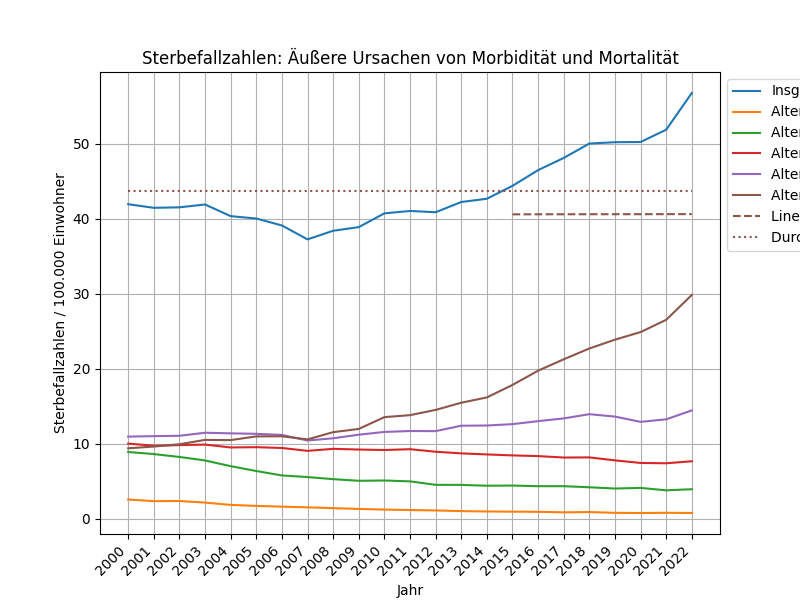 Sterbefallzahlen: Äußere Ursachen von Morbidität und Mortalität
Sterbefallzahlen / 100.000 Einwohner
50
40
30
20
10
0
2000
2001
2002
2003
2004
2005
2006
2007
2008
2009
2010
2011
2012
2013
2014
2015
2016
2017
2018
2019
2020
2021
2022
Jahr
Insg
Alter
Alter
Alter
Alter
Alter
Line
Durc